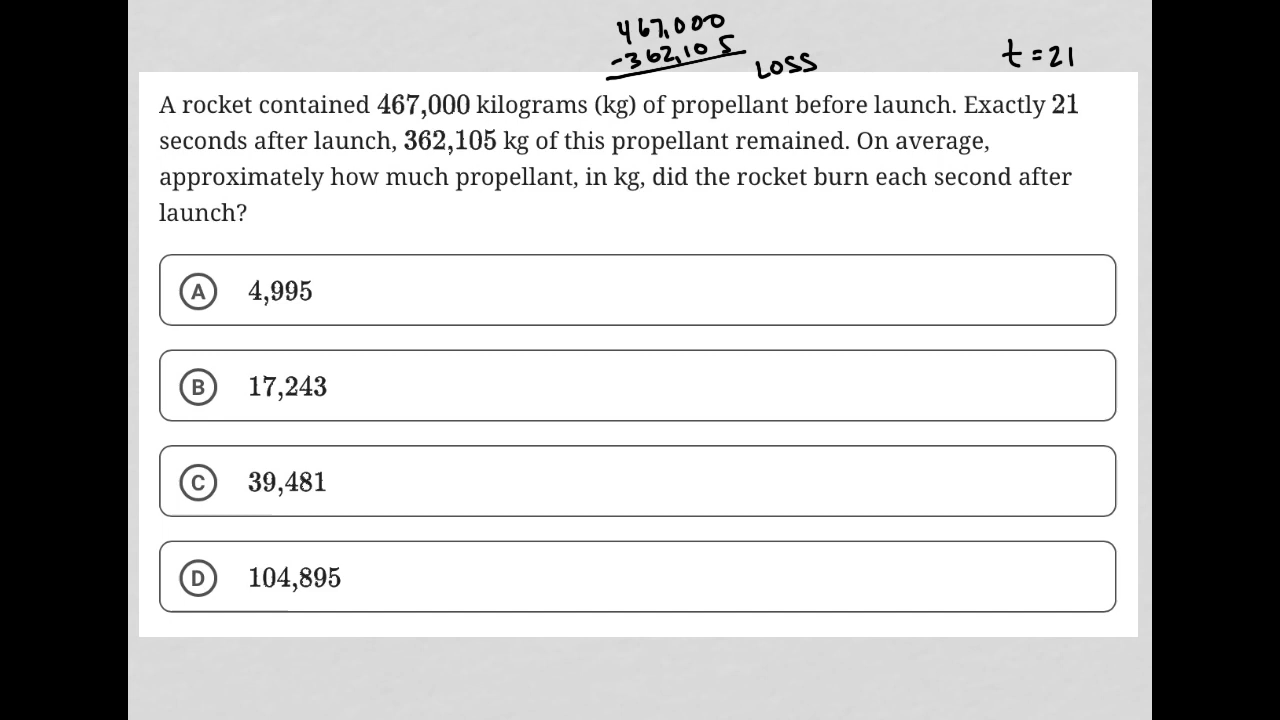 467,000
-362,105 LOSS
t = 21
A rocket contained 467,000 kilograms (kg) of propellant before launch. Exactly 21
seconds after launch, 362,105 kg of this propellant remained. On average,
approximately how much propellant, in kg, did the rocket burn each second after
launch?
A 4,995
B 17,243
C 39,481
D 104,895